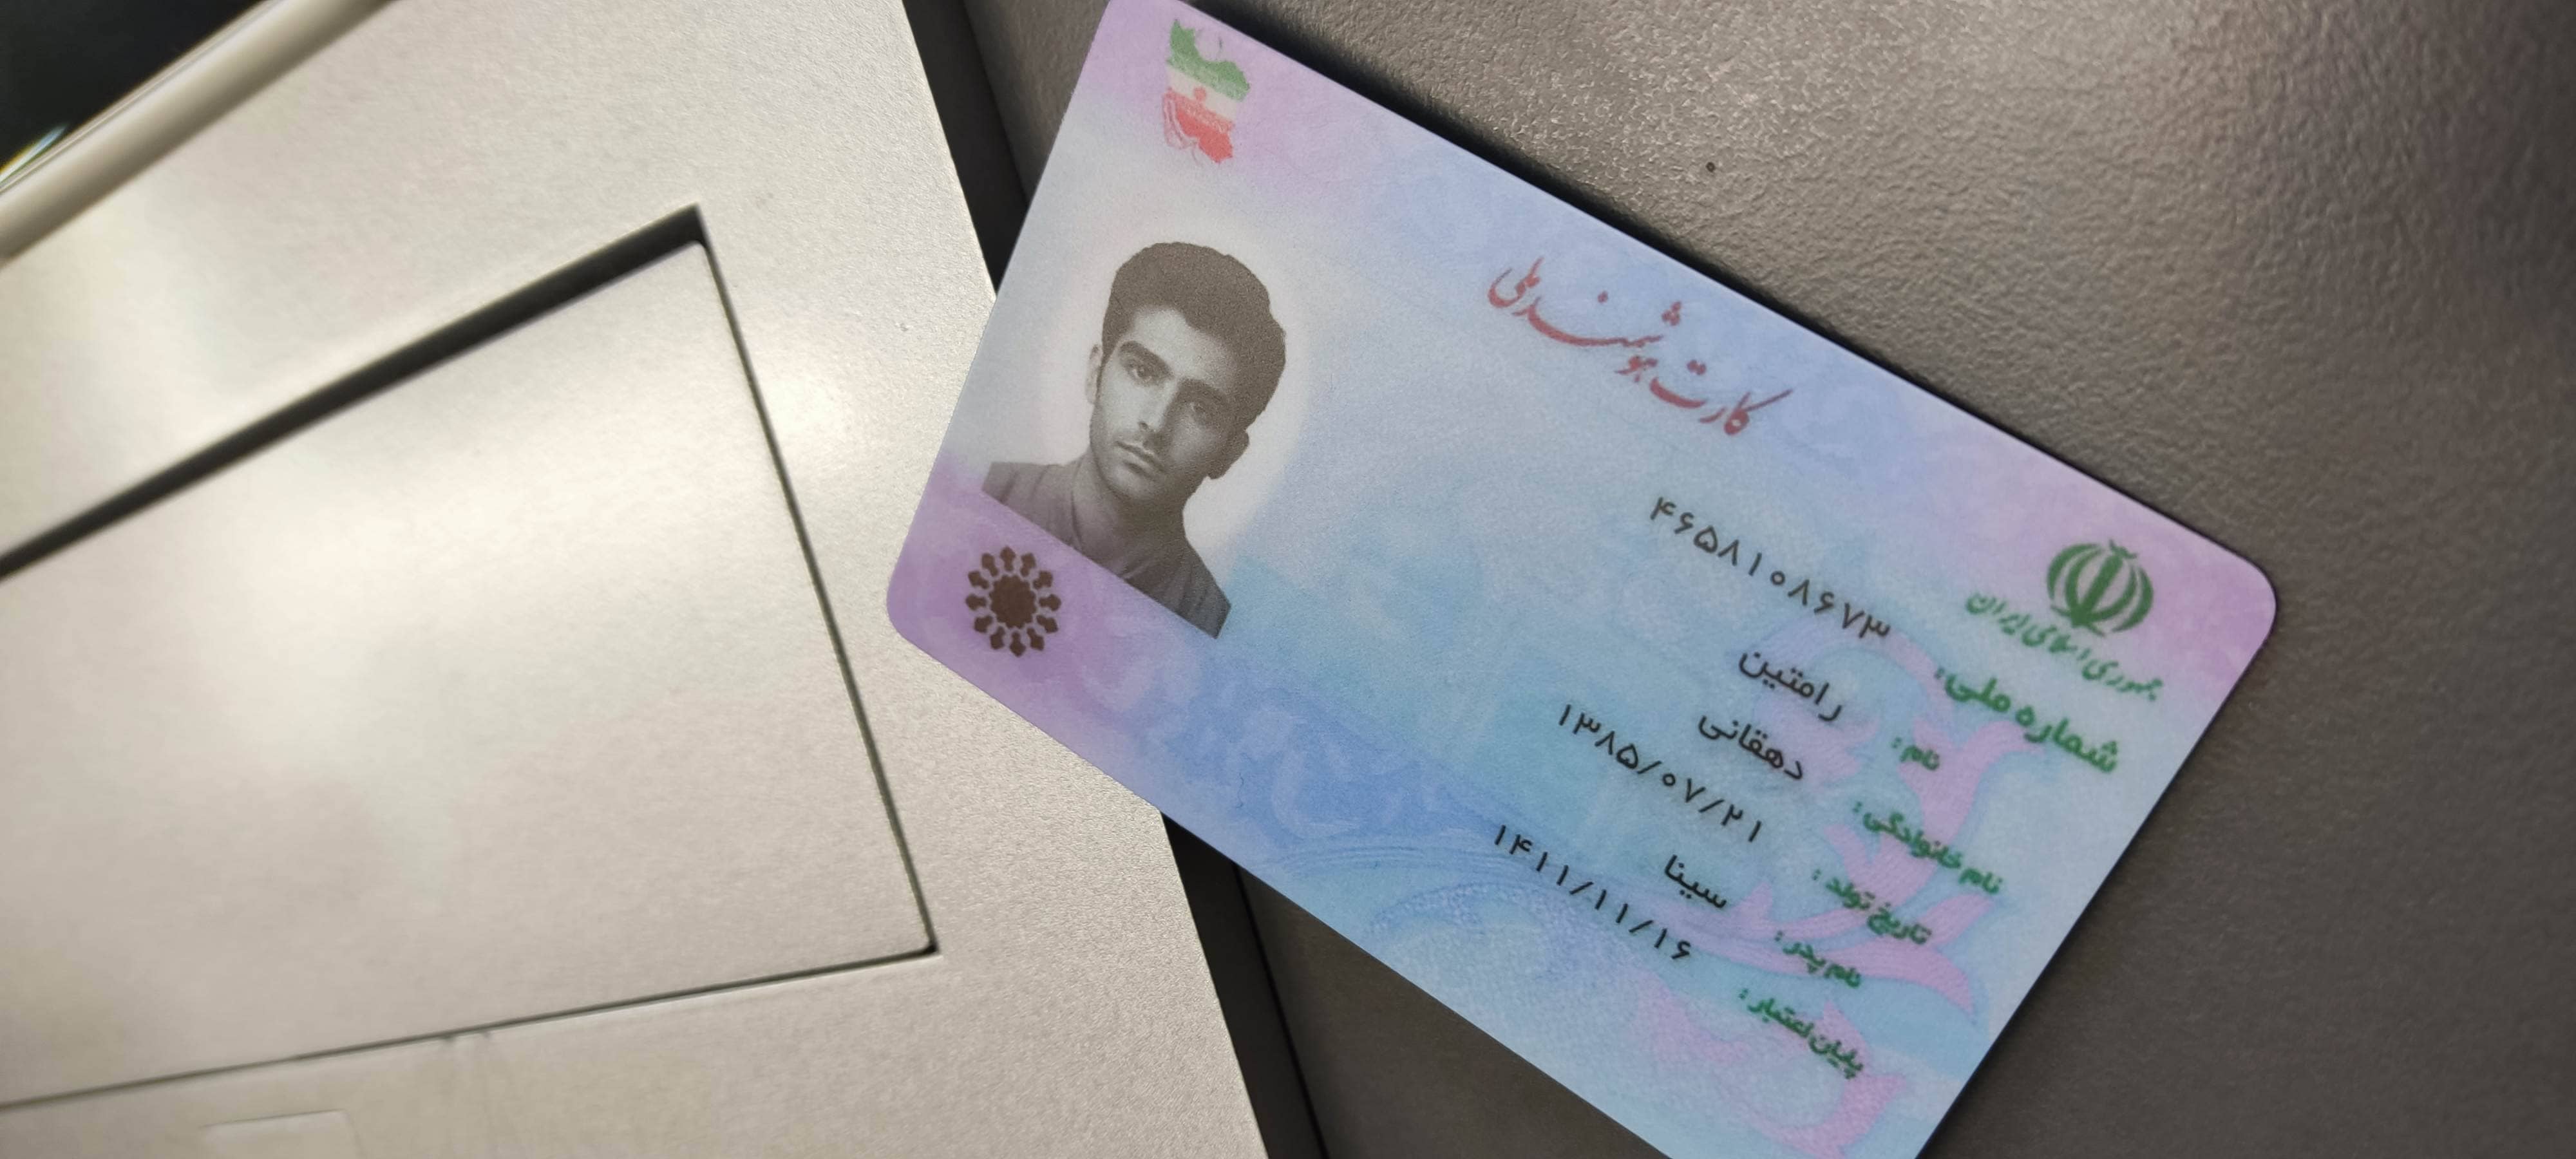 کارت هوشمند ملی
جمهوری اسلامی ایران
شماره ملی: ۴۶۵۸۱۰۸۶۷۳
نام: رامتین
نام خانوادگی: دهقانی
تاریخ تولد: ۱۳۸۵/۰۷/۲۱
نام پدر: سینا
پایان اعتبار: ۱۴۱۱/۱۱/۱۶